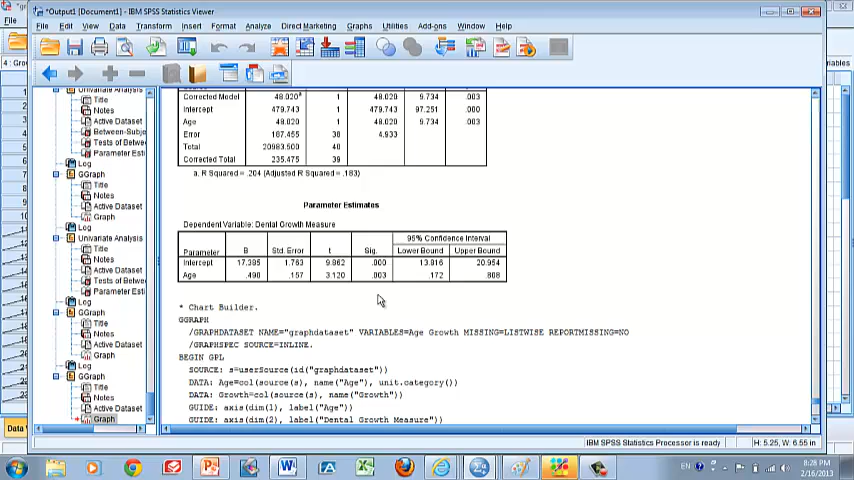 *Output1 [Document1] - IBM SPSS Statistics Viewer
File Edit View Data Transform Insert Format Analyze Direct Marketing Graphs Utilities Add-ons Window Help
Univariate Analysis
Title
Notes
Active Dataset
Between-Subje
Tests of Betwee
Parameter Esti
Log
GGraph
Title
Notes
Active Dataset
Graph
Log
Univariate Analysis
Title
Notes
Active Dataset
Tests of Betwee
Parameter Esti
Log
GGraph
Title
Notes
Active Dataset
Graph
Log
GGraph
Title
Notes
Active Dataset
Graph
Corrected Model 48.020a 1 48.020 9.734 .003
Intercept 479.743 1 479.743 97.251 .000
Age 48.020 1 48.020 9.734 .003
Error 187.455 38 4.933
Total 20983.500 40
Corrected Total 235.475 39
a. R Squared = .204 (Adjusted R Squared = .183)
Parameter Estimates
Dependent Variable: Dental Growth Measure
95% Confidence Interval
Parameter B Std. Error t Sig. Lower Bound Upper Bound
Intercept 17.385 1.763 9.862 .000 13.816 20.954
Age .490 .157 3.120 .003 .172 .808
* Chart Builder.
GGRAPH
/GRAPHDATASET NAME="graphdataset" VARIABLES=Age Growth MISSING=LISTWISE REPORTMISSING=NO
/GRAPHSPEC SOURCE=INLINE.
BEGIN GPL
SOURCE: s=userSource(id("graphdataset"))
DATA: Age=col(source(s), name("Age"), unit.category())
DATA: Growth=col(source(s), name("Growth"))
GUIDE: axis(dim(1), label("Age"))
GUIDE: axis(dim(2), label("Dental Growth Measure"))
IBM SPSS Statistics Processor is ready
H: 5.25, W: 6.55 in
File
4 : Gro
ariables
Data V
EN
8:28 PM
2/16/2013